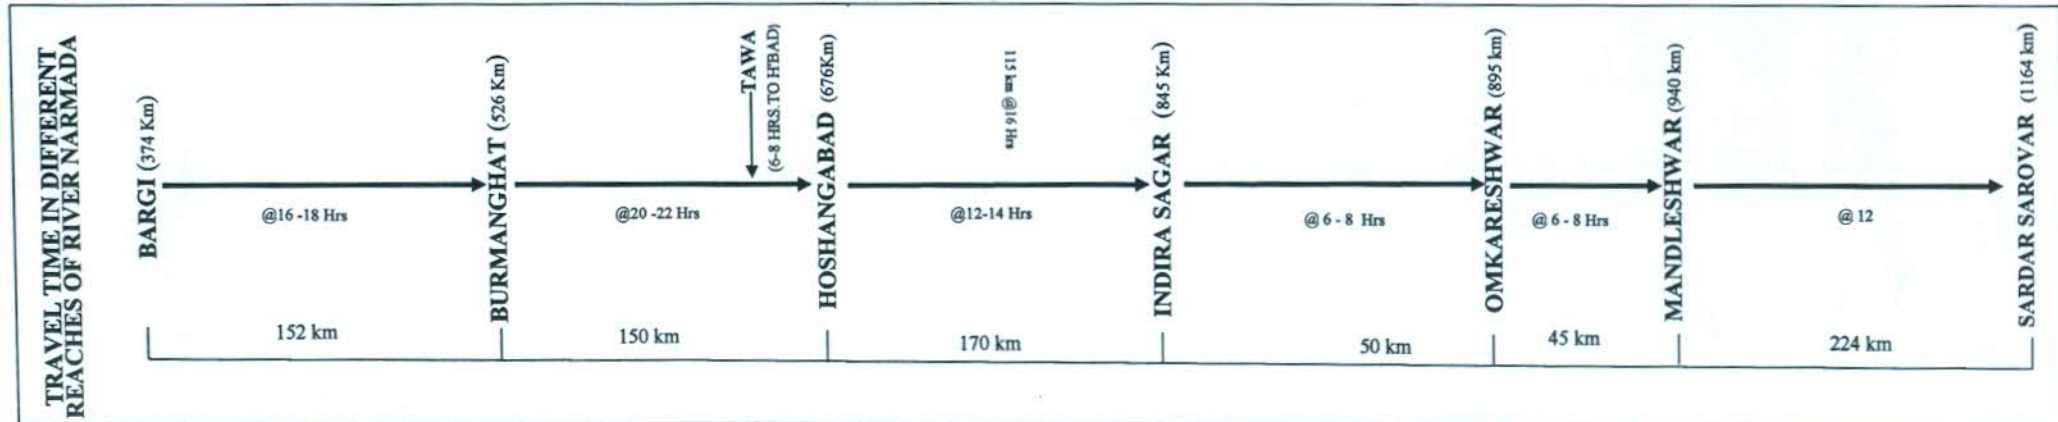 TRAVEL TIME IN DIFFERENT
REACHES OF RIVER NARMADA
BARGI (374 Km)
@16 -18 Hrs
BURMANGHAT (526 Km)
@20 -22 Hrs
TAWA
(6-8 HRS.TO H'BAD)
HOSHANGABAD (676Km)
115 km @16 Hrs
@12-14 Hrs
INDIRA SAGAR (845 Km)
@ 6 - 8 Hrs
OMKARESHWAR (895 km)
@ 6 - 8 Hrs
MANDLESHWAR (940 km)
@ 12
SARDAR SAROVAR (1164 km)
152 km
150 km
170 km
50 km
45 km
224 km